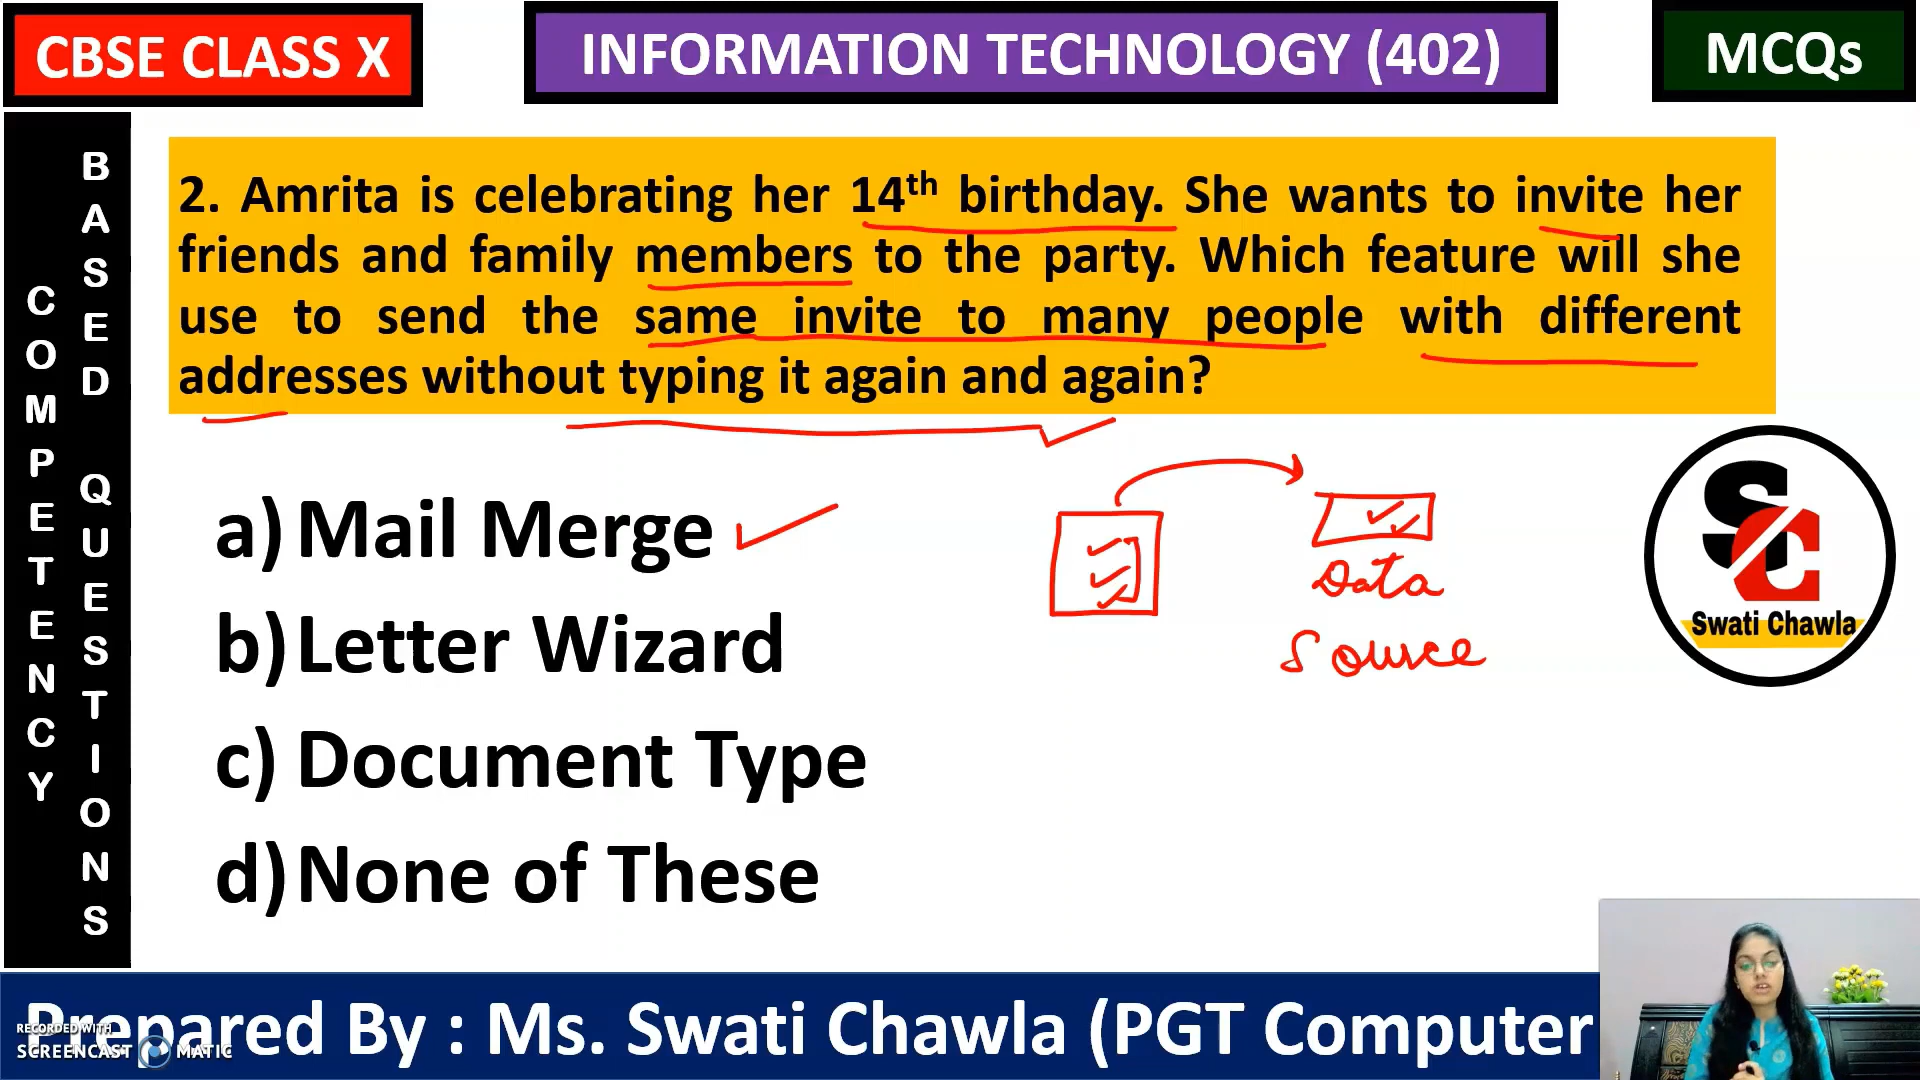 CBSE CLASS X
INFORMATION TECHNOLOGY (402)
MCQs
COMPETENCY
BASED QUESTIONS
2. Amrita is celebrating her 14th birthday. She wants to invite her
friends and family members to the party. Which feature will she
use to send the same invite to many people with different
addresses without typing it again and again?
a) Mail Merge
b) Letter Wizard
c) Document Type
d) None of These
Data
Source
SC
Swati Chawla
Prepared By : Ms. Swati Chawla (PGT Computer
RECORDED WITH
SCREENCAST MATIC